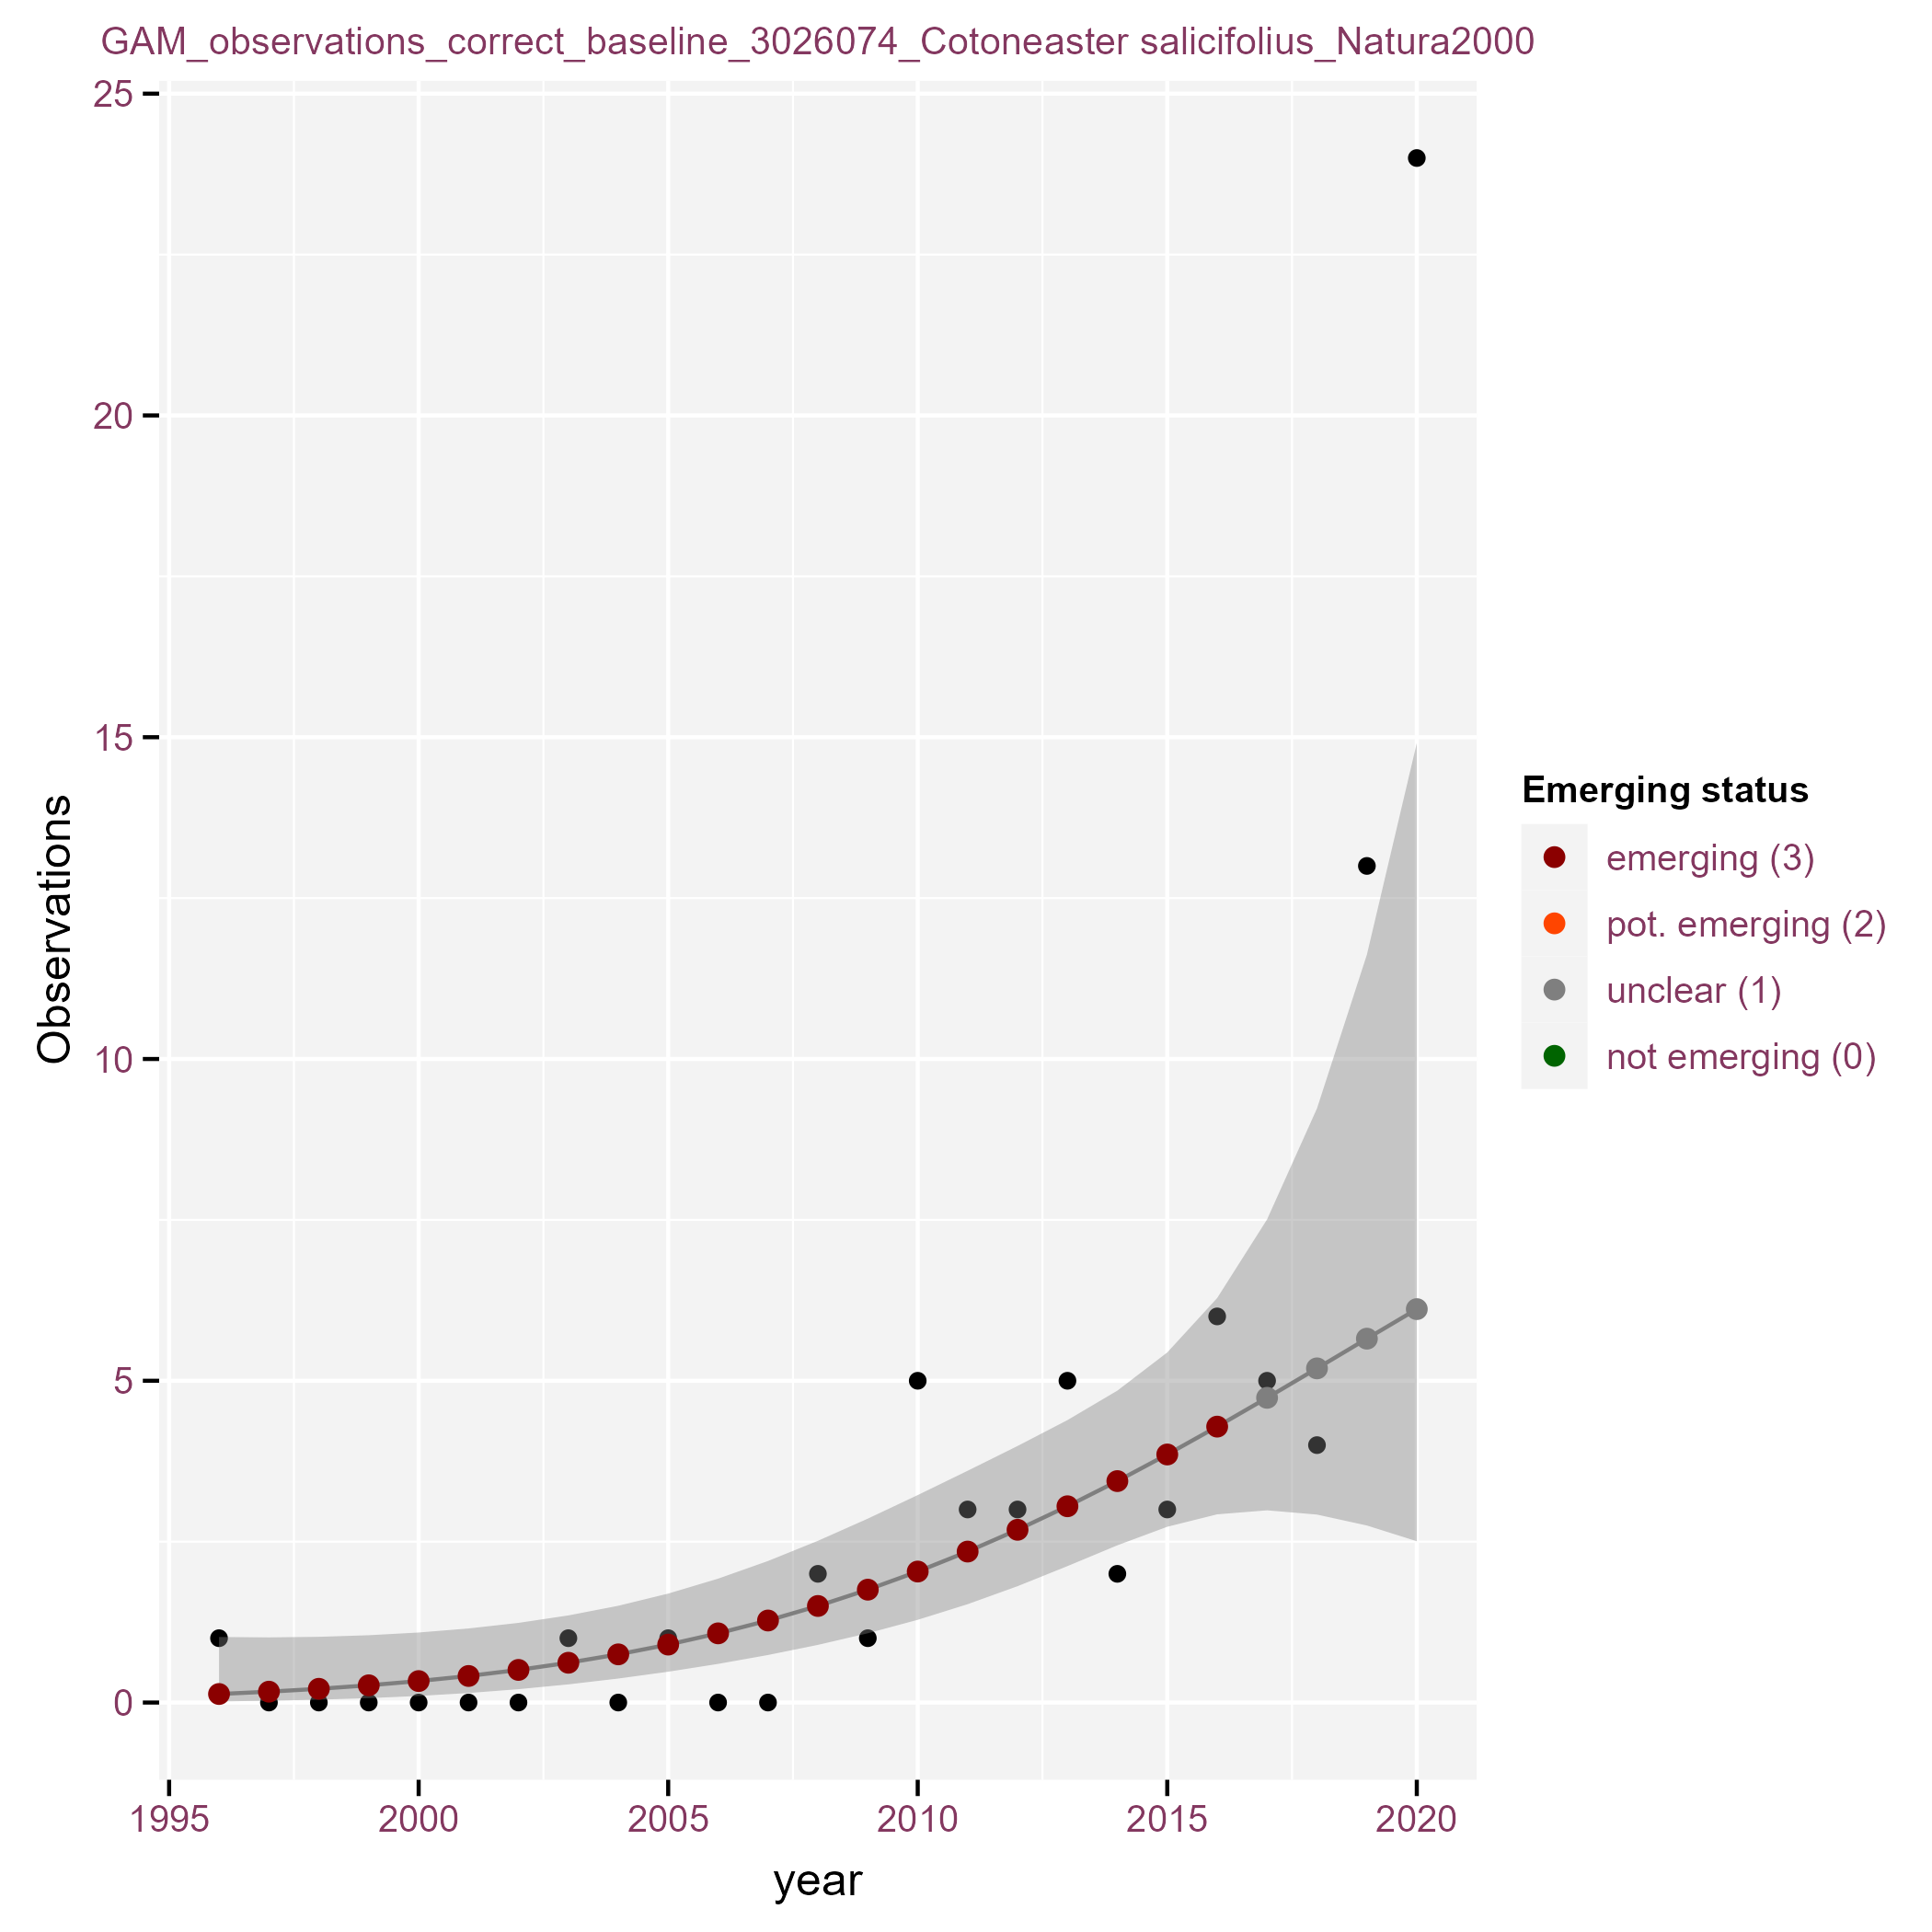 GAM_observations_correct_baseline_3026074_Cotoneaster salicifolius_Natura2000
25
20
15
10
5
0
Observations
1995 2000 2005 2010 2015 2020
year
Emerging status
emerging (3)
pot. emerging (2)
unclear (1)
not emerging (0)